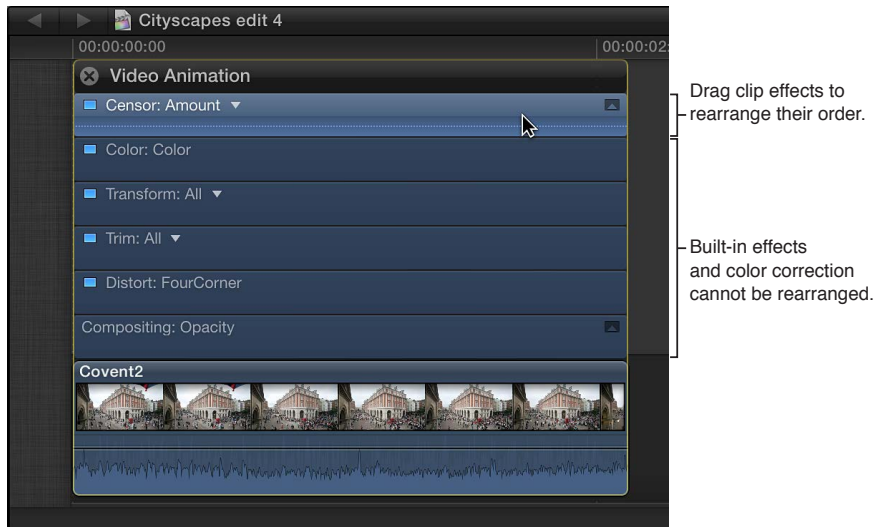 Cityscapes edit 4
00:00:00:00
00:00:02:
Video Animation
Censor: Amount
Drag clip effects to
rearrange their order.
Color: Color
Transform: All
Trim: All
Built-in effects
and color correction
cannot be rearranged.
Distort: FourCorner
Compositing: Opacity
Covent2